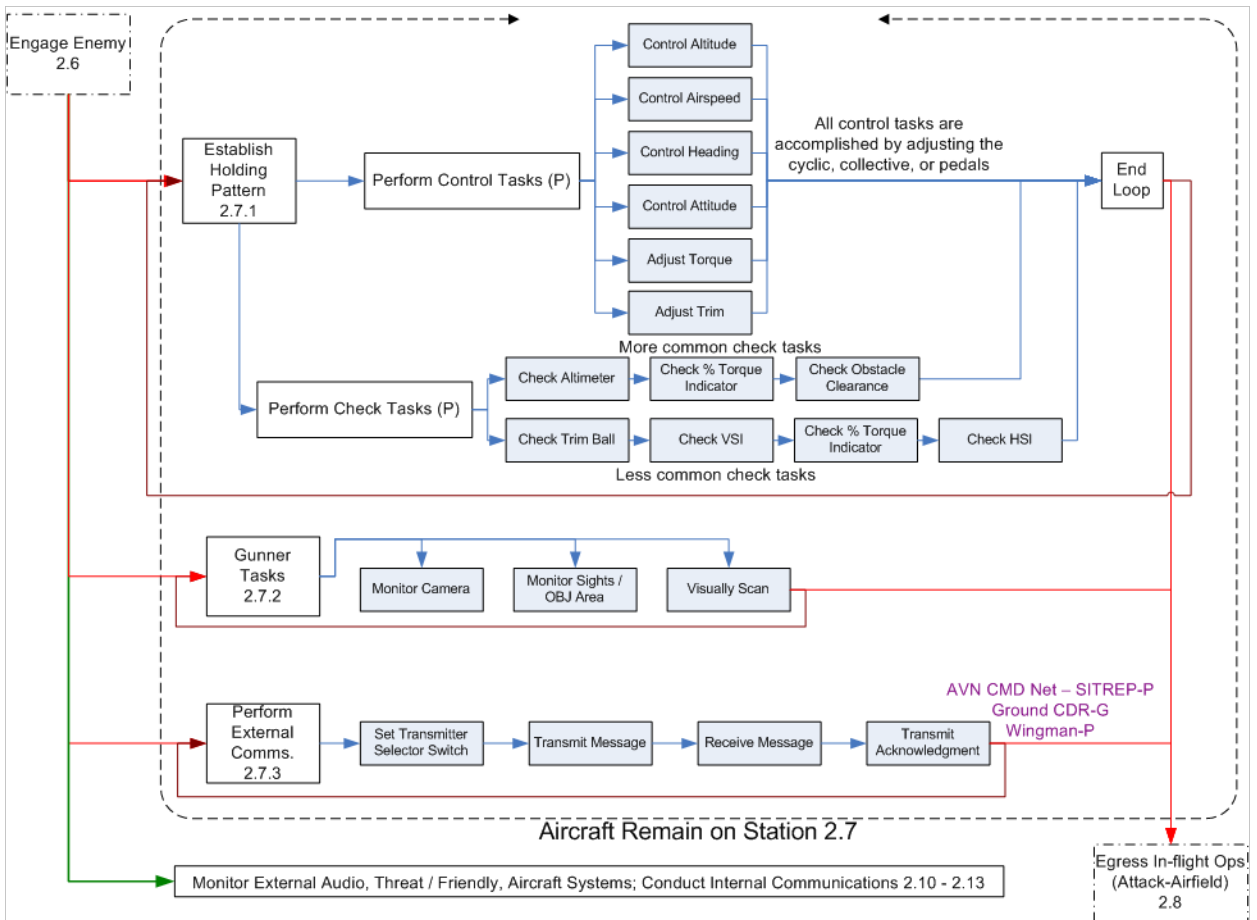 Engage Enemy
2.6
Control Altitude
Control Airspeed
Control Heading
Control Attitude
Adjust Torque
Adjust Trim
All control tasks are
accomplished by adjusting the
cyclic, collective, or pedals
Establish
Holding
Pattern
2.7.1
Perform Control Tasks (P)
End
Loop
More common check tasks
Check Altimeter
Check % Torque
Indicator
Check Obstacle
Clearance
Perform Check Tasks (P)
Check Trim Ball
Check VSI
Check % Torque
Indicator
Check HSI
Less common check tasks
Gunner
Tasks
2.7.2
Monitor Camera
Monitor Sights /
OBJ Area
Visually Scan
Perform
External
Comms.
2.7.3
Set Transmitter
Selector Switch
Transmit Message
Receive Message
Transmit
Acknowledgment
AVN CMD Net – SITREP-P
Ground CDR-G
Wingman-P
Aircraft Remain on Station 2.7
Monitor External Audio, Threat / Friendly, Aircraft Systems; Conduct Internal Communications 2.10 - 2.13
Egress In-flight Ops
(Attack-Airfield)
2.8